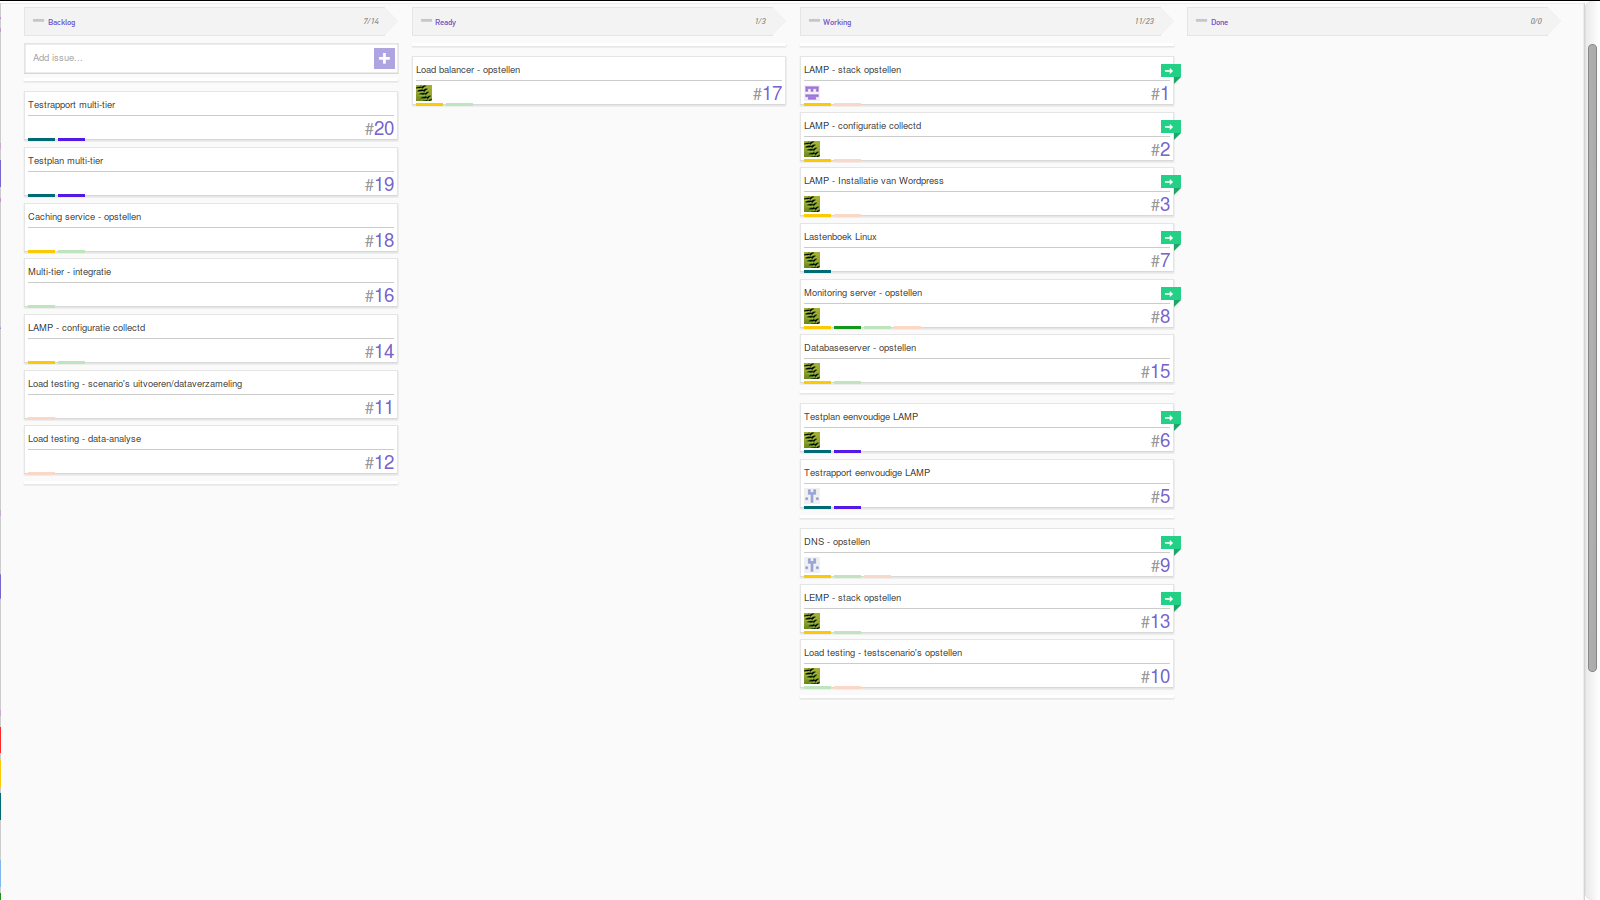 Backlog 7/14
Add issue...
Testrapport multi-tier
#20
Testplan multi-tier
#19
Caching service - opstellen
#18
Multi-tier - integratie
#16
LAMP - configuratie collectd
#14
Load testing - scenario's uitvoeren/dataverzameling
#11
Load testing - data-analyse
#12
Ready 1/3
Load balancer - opstellen
#17
Working 11/23
LAMP - stack opstellen
#1
LAMP - configuratie collectd
#2
LAMP - Installatie van Wordpress
#3
Lastenboek Linux
#7
Monitoring server - opstellen
#8
Databaseserver - opstellen
#15
Testplan eenvoudige LAMP
#6
Testrapport eenvoudige LAMP
#5
DNS - opstellen
#9
LEMP - stack opstellen
#13
Load testing - testscenario's opstellen
#10
Done 0/0